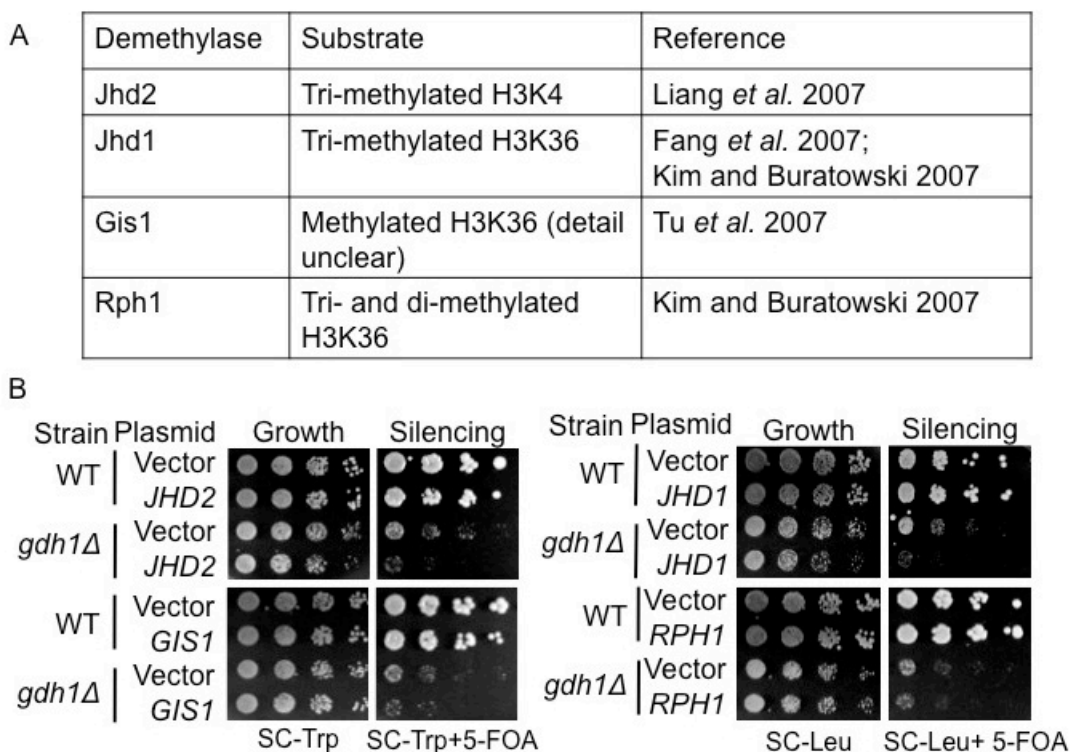 A
Demethylase Substrate Reference
Jhd2 Tri-methylated H3K4 Liang et al. 2007
Jhd1 Tri-methylated H3K36 Fang et al. 2007;
Kim and Buratowski 2007
Gis1 Methylated H3K36 (detail Tu et al. 2007
unclear)
Rph1 Tri- and di-methylated Kim and Buratowski 2007
H3K36
B
Strain Plasmid Growth Silencing
WT Vector
JHD2
gdh1Δ Vector
JHD2
WT Vector
GIS1
gdh1Δ Vector
GIS1
SC-Trp SC-Trp+5-FOA
Strain Plasmid Growth Silencing
WT Vector
JHD1
gdh1Δ Vector
JHD1
WT Vector
RPH1
gdh1Δ Vector
RPH1
SC-Leu SC-Leu+ 5-FOA